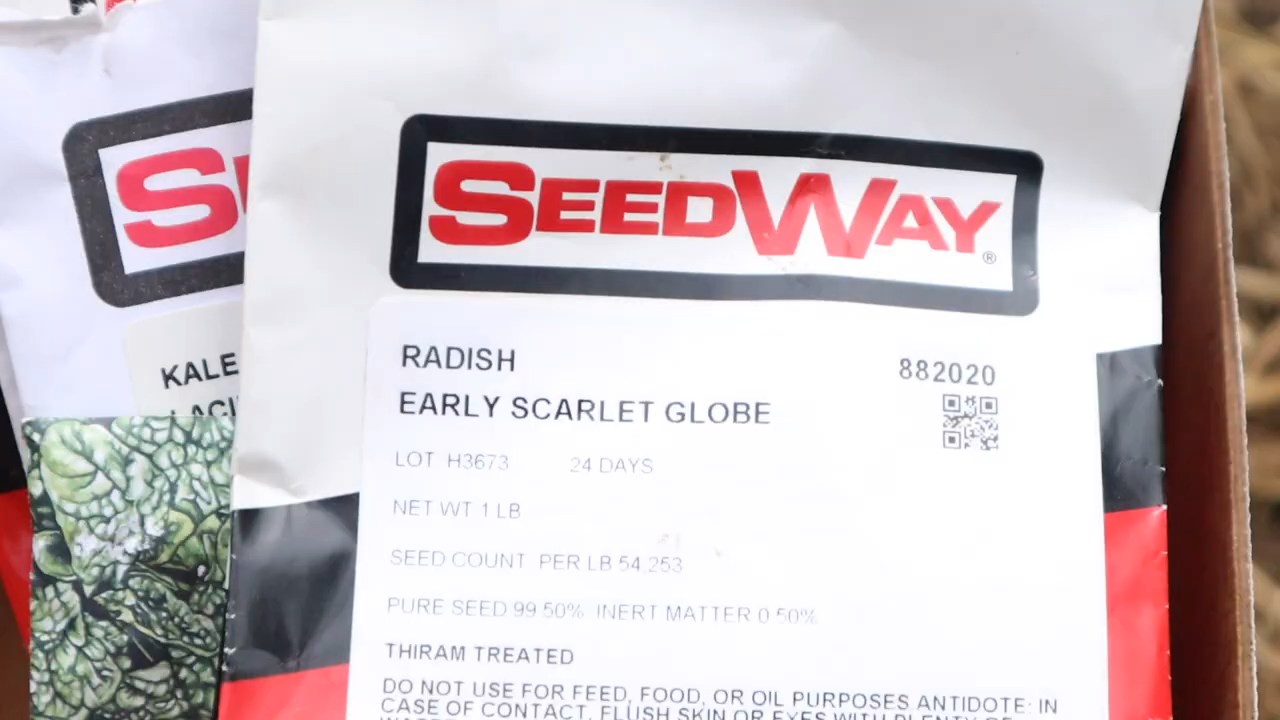 SEEDWAY®
RADISH
882020
EARLY SCARLET GLOBE
LOT H3673 24 DAYS
NET WT 1 LB
SEED COUNT PER LB 54,253
PURE SEED 99.50% INERT MATTER 0.50%
THIRAM TREATED
DO NOT USE FOR FEED, FOOD, OR OIL PURPOSES ANTIDOTE: IN
CASE OF CONTACT, FLUSH SKIN OR EYES WITH PLENTY OF
KALE